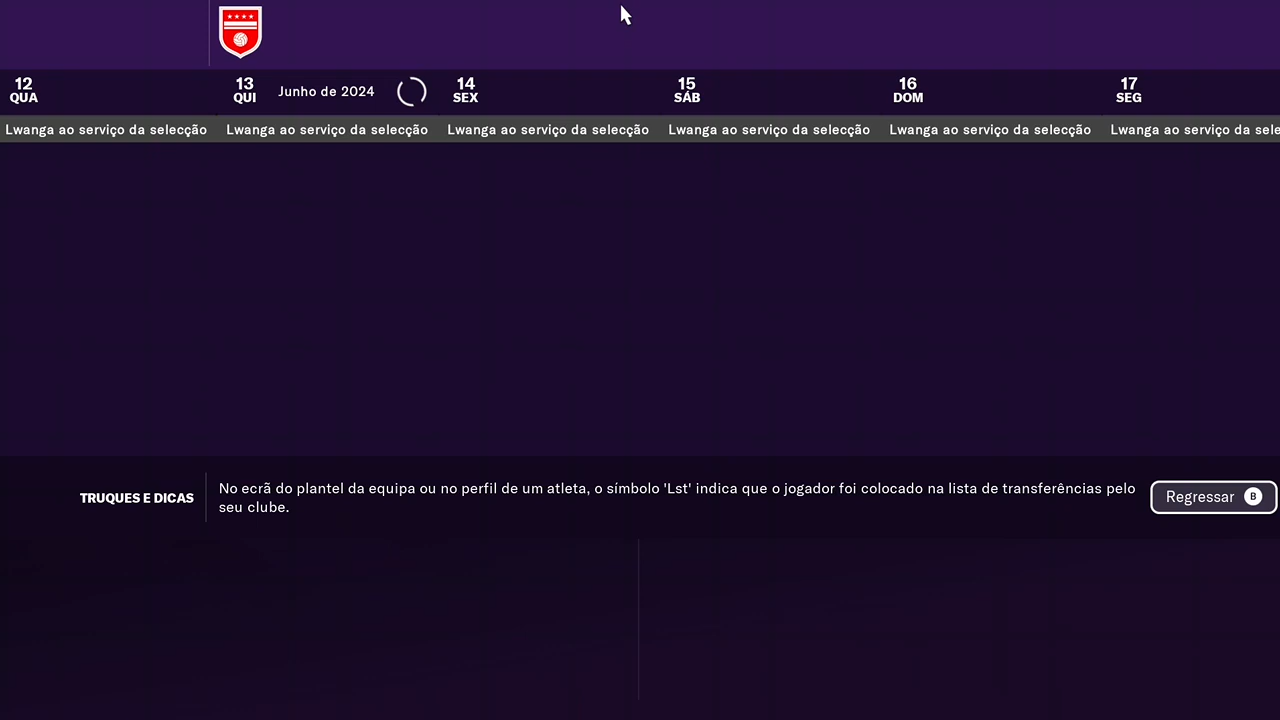 12
QUA
13
QUI
Junho de 2024
14
SEX
15
SÁB
16
DOM
17
SEG
Lwanga ao serviço da selecção
Lwanga ao serviço da selecção
Lwanga ao serviço da selecção
Lwanga ao serviço da selecção
Lwanga ao serviço da selecção
Lwanga ao serviço da sele
TRUQUES E DICAS
No ecrã do plantel da equipa ou no perfil de um atleta, o símbolo 'Lst' indica que o jogador foi colocado na lista de transferências pelo
seu clube.
Regressar B